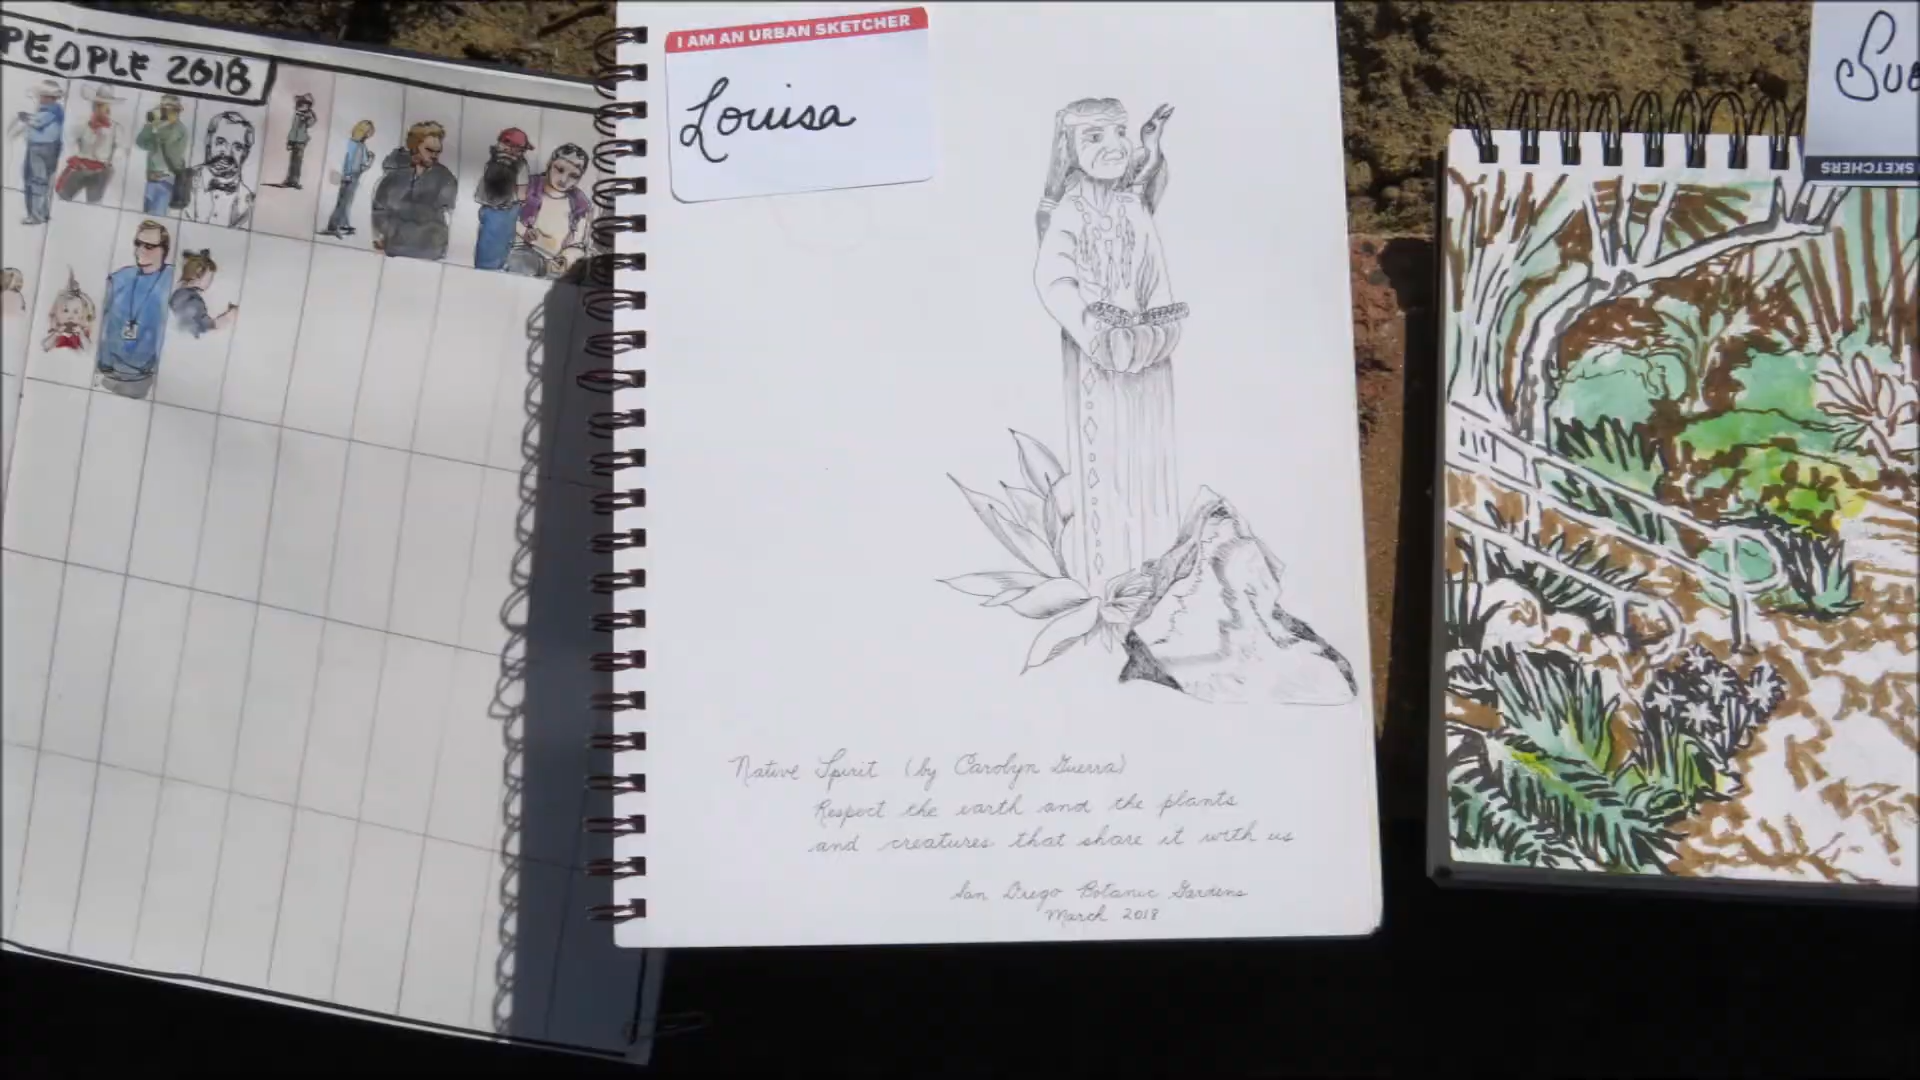 PEOPLE 2018
I AM AN URBAN SKETCHER
Louisa
Native Spirit (by Carolyn Guerra)
Respect the earth and the plants
and creatures that share it with us
San Diego Botanic Gardens
March 2018
SKETCHERS